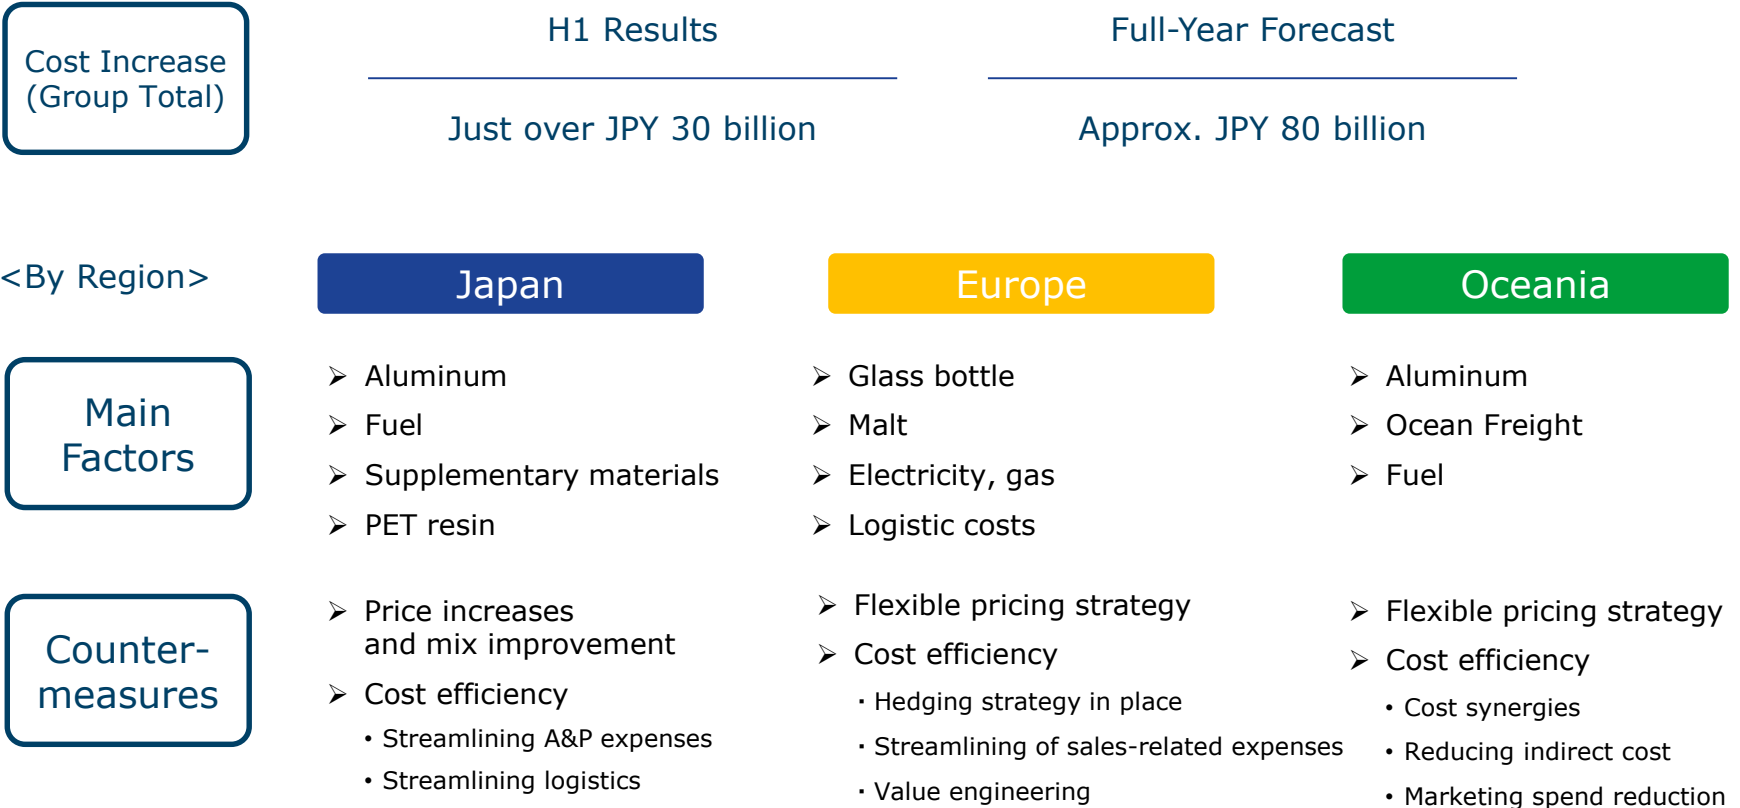 Cost Increase
(Group Total)
H1 Results
Full-Year Forecast
Just over JPY 30 billion
Approx. JPY 80 billion
<By Region>
Japan
Europe
Oceania
Main
Factors
➢ Aluminum
➢ Fuel
➢ Supplementary materials
➢ PET resin
➢ Glass bottle
➢ Malt
➢ Electricity, gas
➢ Logistic costs
➢ Aluminum
➢ Ocean Freight
➢ Fuel
Counter-
measures
➢ Price increases
and mix improvement
➢ Cost efficiency
• Streamlining A&P expenses
• Streamlining logistics
➢ Flexible pricing strategy
➢ Cost efficiency
・Hedging strategy in place
・Streamlining of sales-related expenses
・Value engineering
➢ Flexible pricing strategy
➢ Cost efficiency
• Cost synergies
• Reducing indirect cost
• Marketing spend reduction